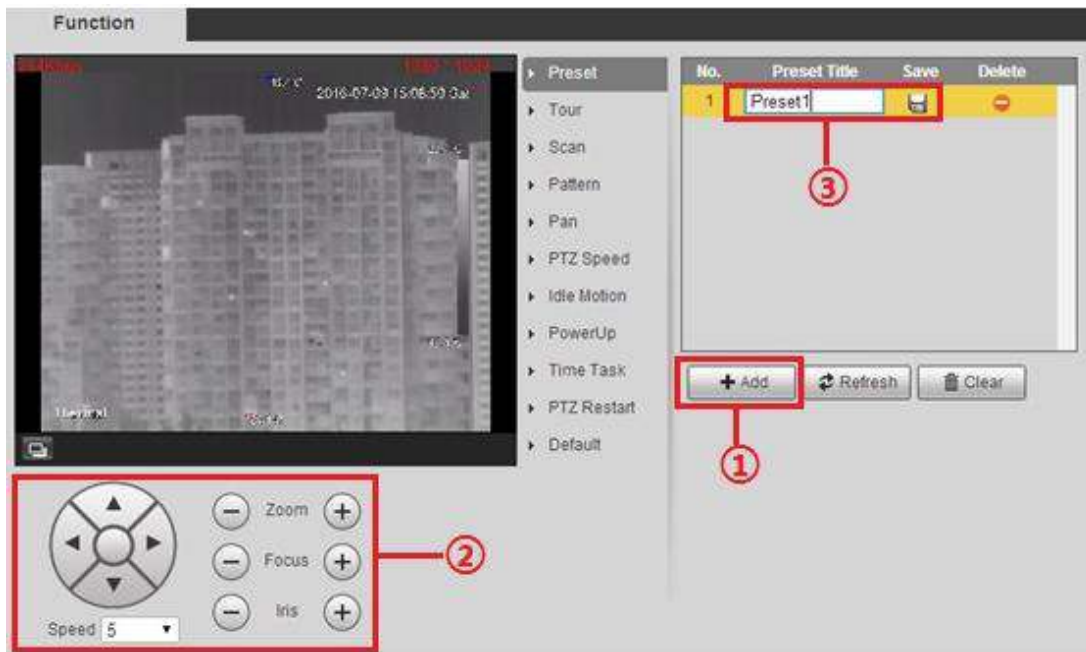 Function
2016-07-09 15:08:50 Sat
Thermal
Preset
Tour
Scan
Pattern
Pan
PTZ Speed
Idle Motion
PowerUp
Time Task
PTZ Restart
Default
No. Preset Title Save Delete
1 Preset1
③
Add Refresh Clear
①
Zoom
Focus
Iris
Speed 5
②